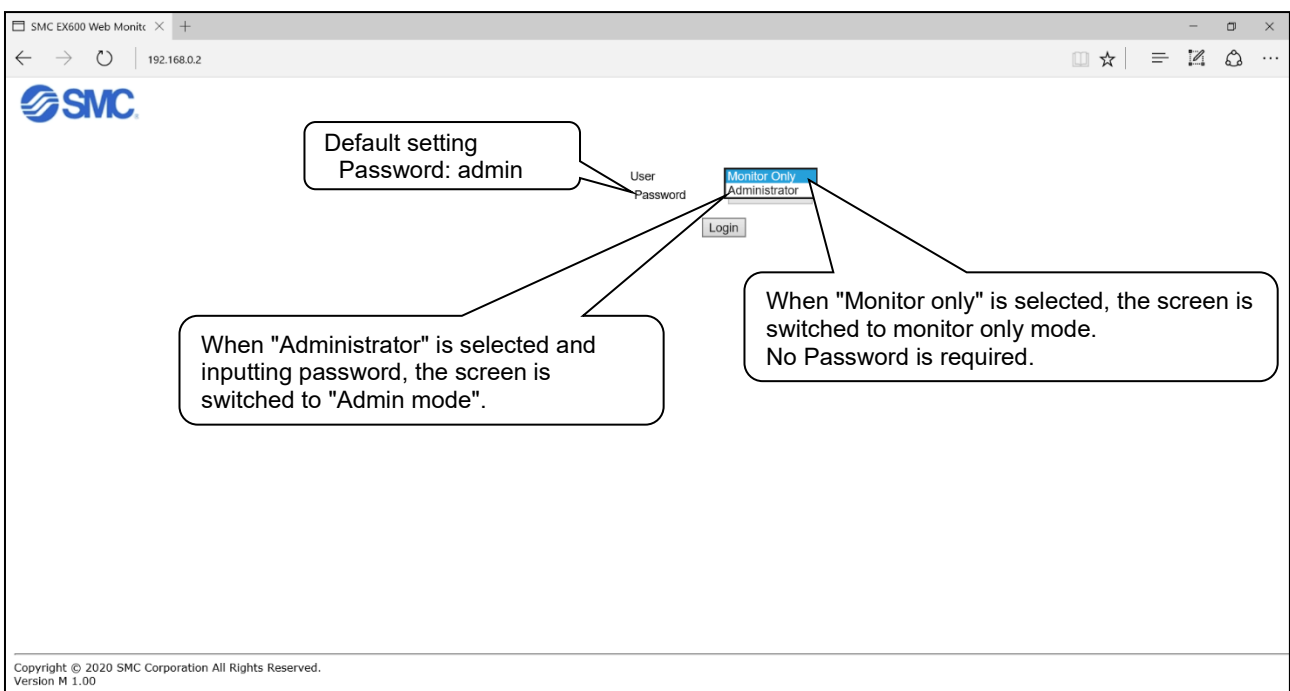 SMC EX600 Web Monitc
192.168.0.2
SMC.
Default setting
Password: admin
User
Monitor Only
Password
Administrator
Login
When "Monitor only" is selected, the screen is
switched to monitor only mode.
No Password is required.
When "Administrator" is selected and
inputting password, the screen is
switched to "Admin mode".
Copyright © 2020 SMC Corporation All Rights Reserved.
Version M 1.00